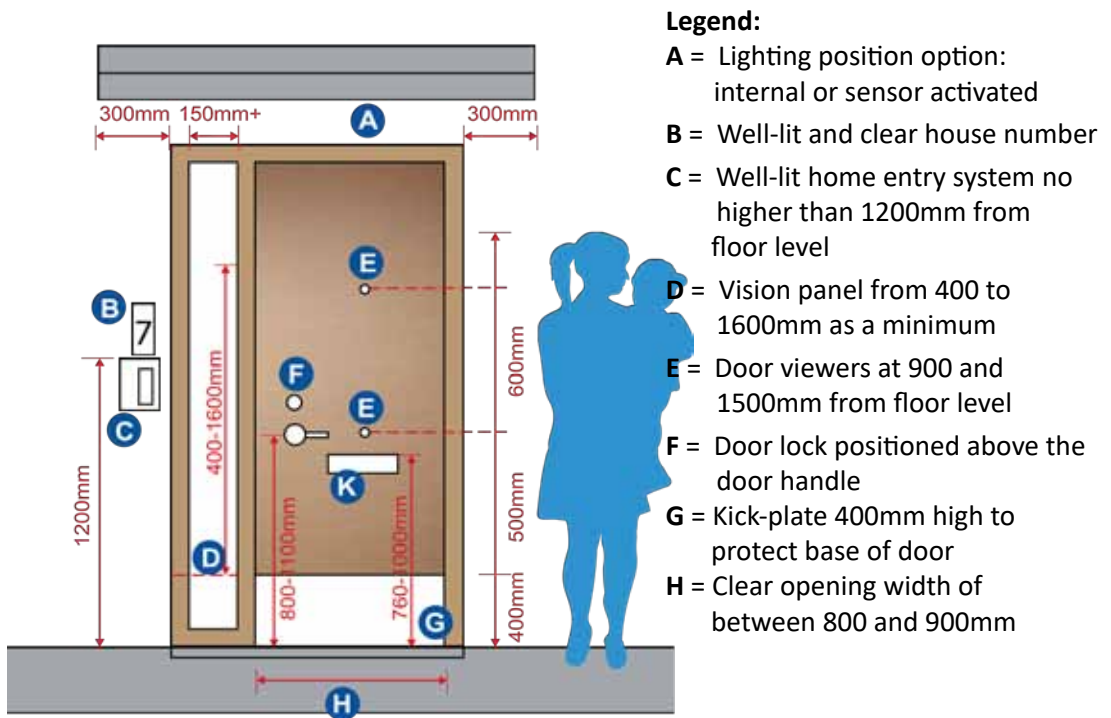 300mm 150mm+ A 300mm
B
7
C
1200mm
D
400-1600mm
F
E
E
K
800-1100mm
760-1000mm
G
H
600mm
500mm
400mm
Legend:
A = Lighting position option:
internal or sensor activated
B = Well-lit and clear house number
C = Well-lit home entry system no
higher than 1200mm from
floor level
D = Vision panel from 400 to
1600mm as a minimum
E = Door viewers at 900 and
1500mm from floor level
F = Door lock positioned above the
door handle
G = Kick-plate 400mm high to
protect base of door
H = Clear opening width of
between 800 and 900mm